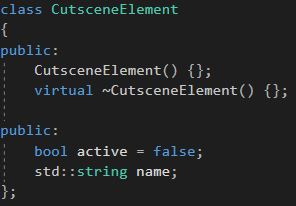 class CutsceneElement
{
public:
    CutsceneElement() {};
    virtual ~CutsceneElement() {};

public:
    bool active = false;
    std::string name;
};